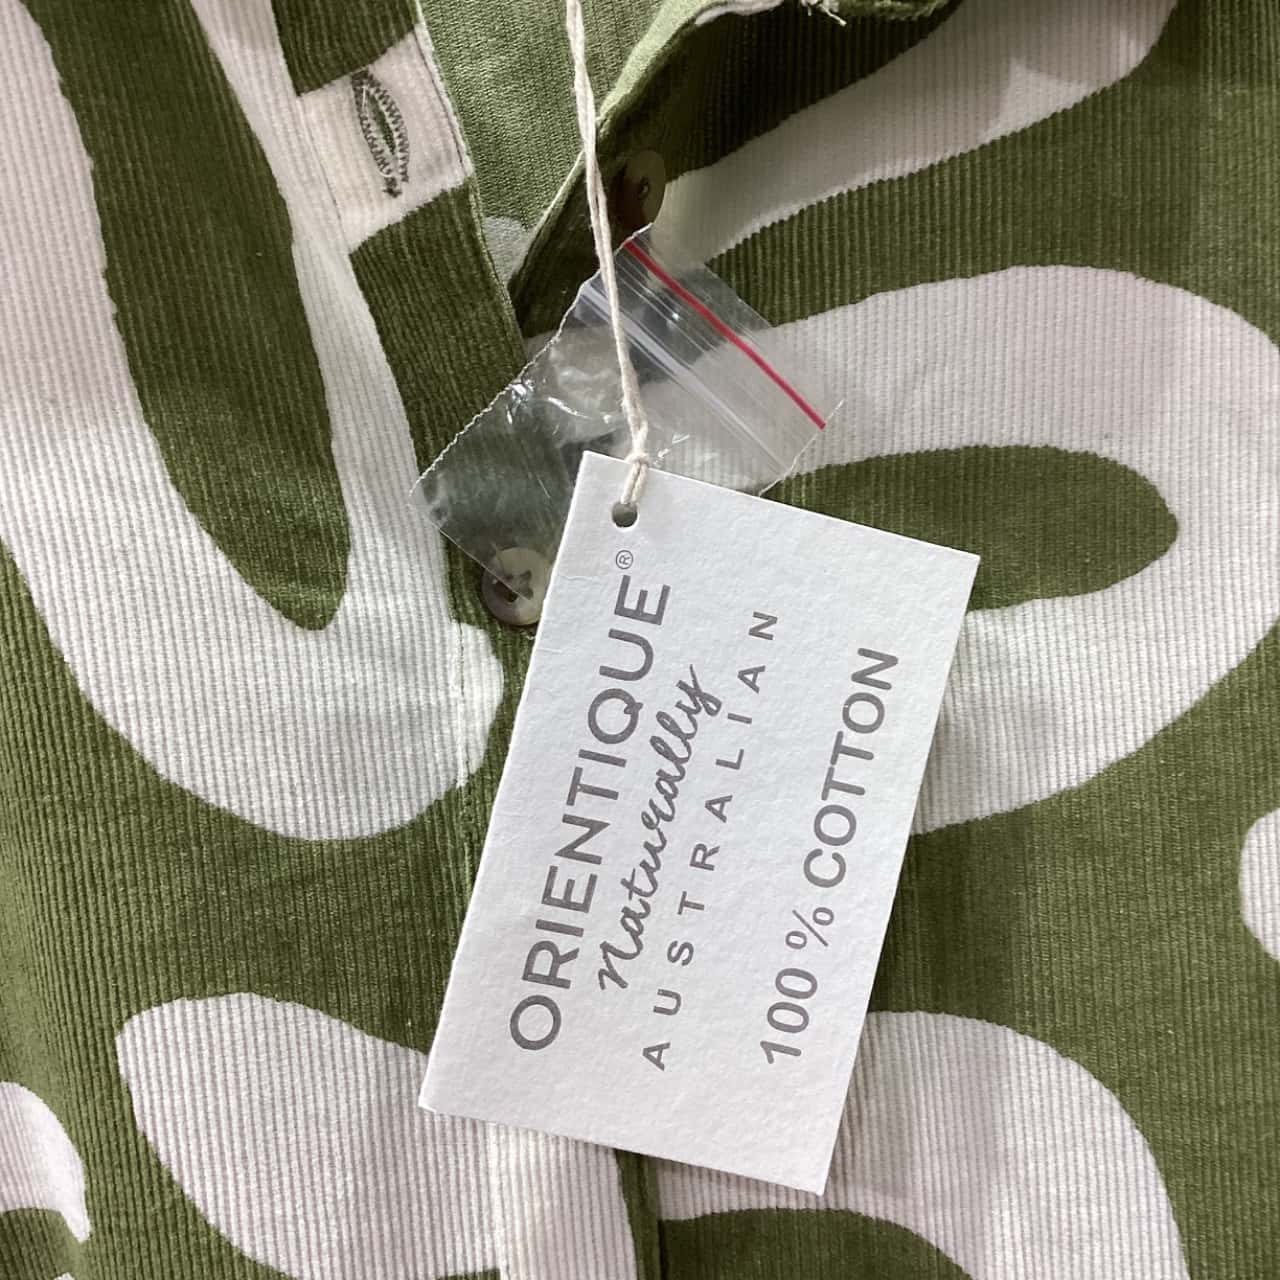 ORIENTIQUE®
Naturally
AUSTRALIAN
100% COTTON